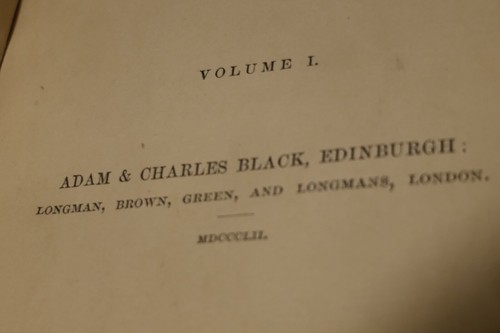 VOLUME I.
ADAM & CHARLES BLACK, EDINBURGH:
LONGMAN, BROWN, GREEN, AND LONGMANS, LONDON.
MDCCCLII.